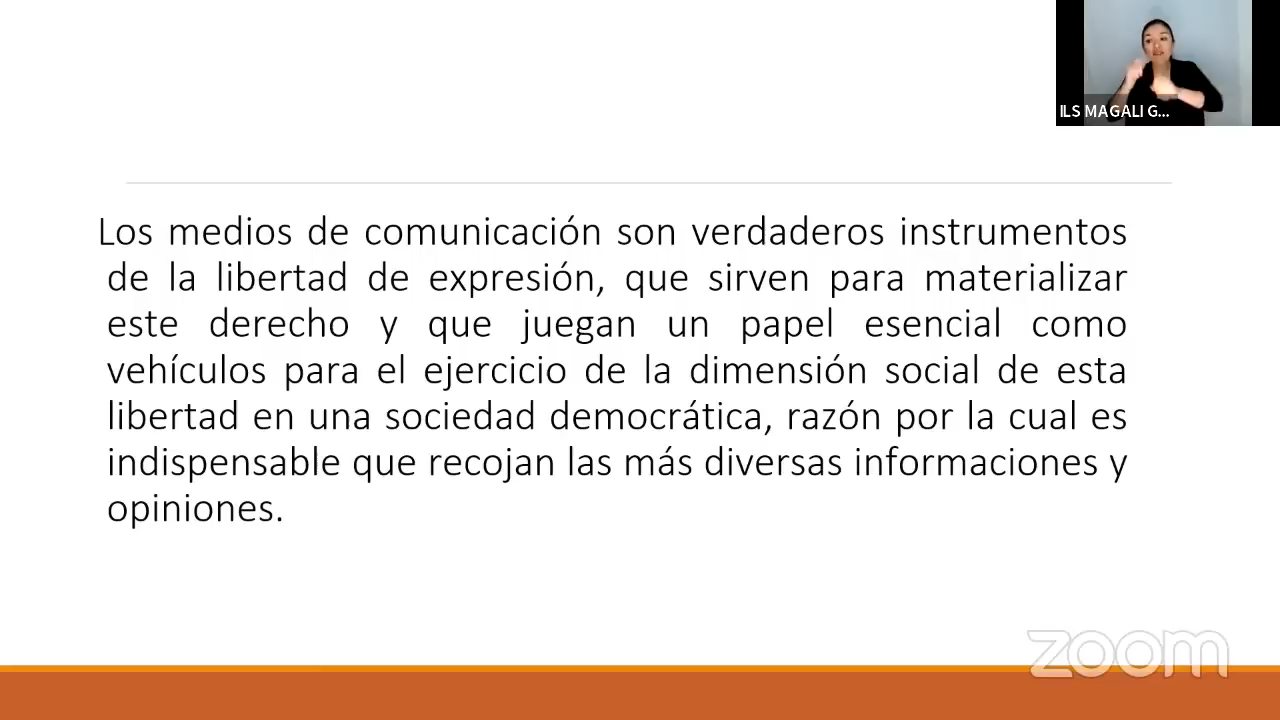 ILS MAGALI G...
Los medios de comunicación son verdaderos instrumentos
de la libertad de expresión, que sirven para materializar
este derecho y que juegan un papel esencial como
vehículos para el ejercicio de la dimensión social de esta
libertad en una sociedad democrática, razón por la cual es
indispensable que recojan las más diversas informaciones y
opiniones.
zoom